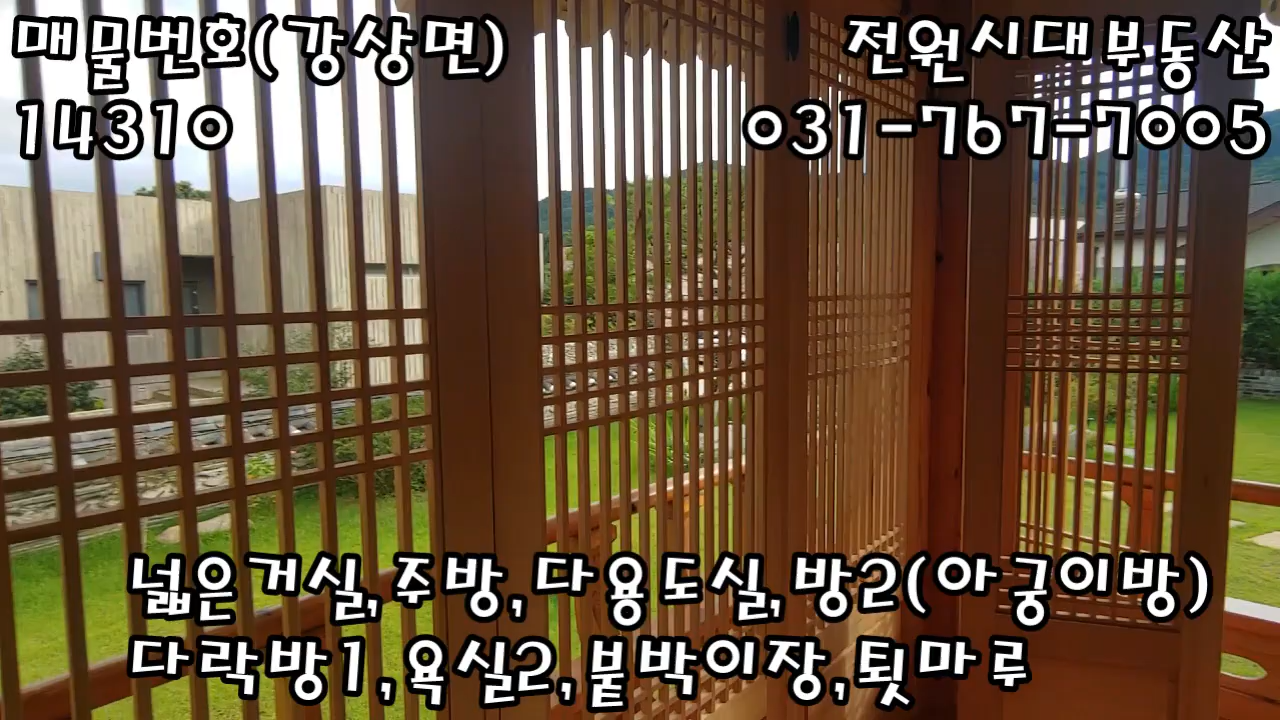 매물번호(강상면)
14310
전원시대부동산
031-767-7005
넓은거실,주방,다용도실,방2(아궁이방)
다락방1,욕실2,붙박이장,툇마루